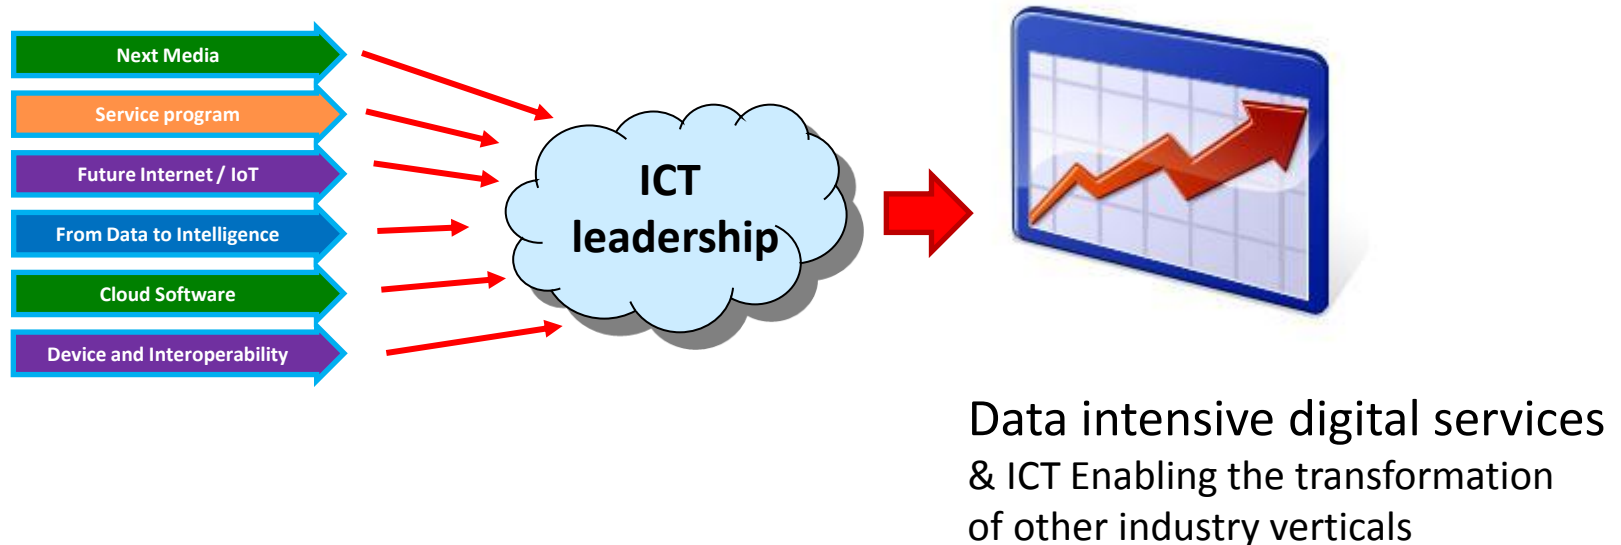 Next Media
Service program
Future Internet / IoT
From Data to Intelligence
Cloud Software
Device and Interoperability
ICT
leadership
Data intensive digital services
& ICT Enabling the transformation
of other industry verticals